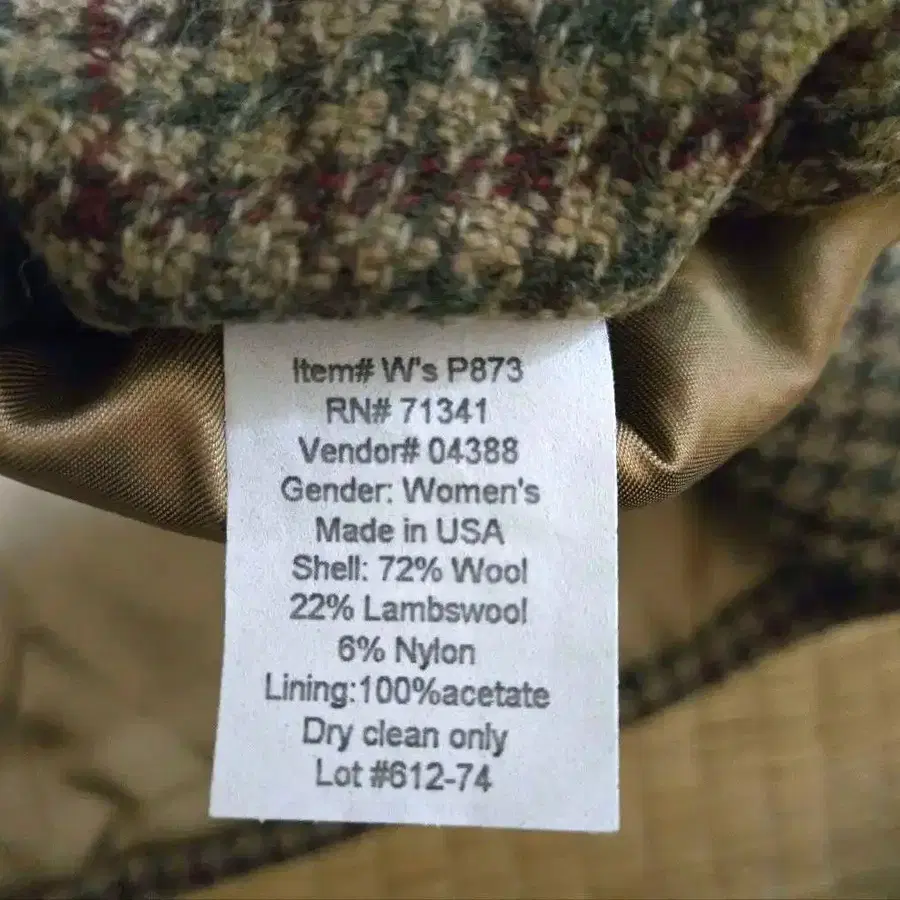 Item# W's P873
RN# 71341
Vendor# 04388
Gender: Women's
Made in USA
Shell: 72% Wool
22% Lambswool
6% Nylon
Lining:100%acetate
Dry clean only
Lot #612-74